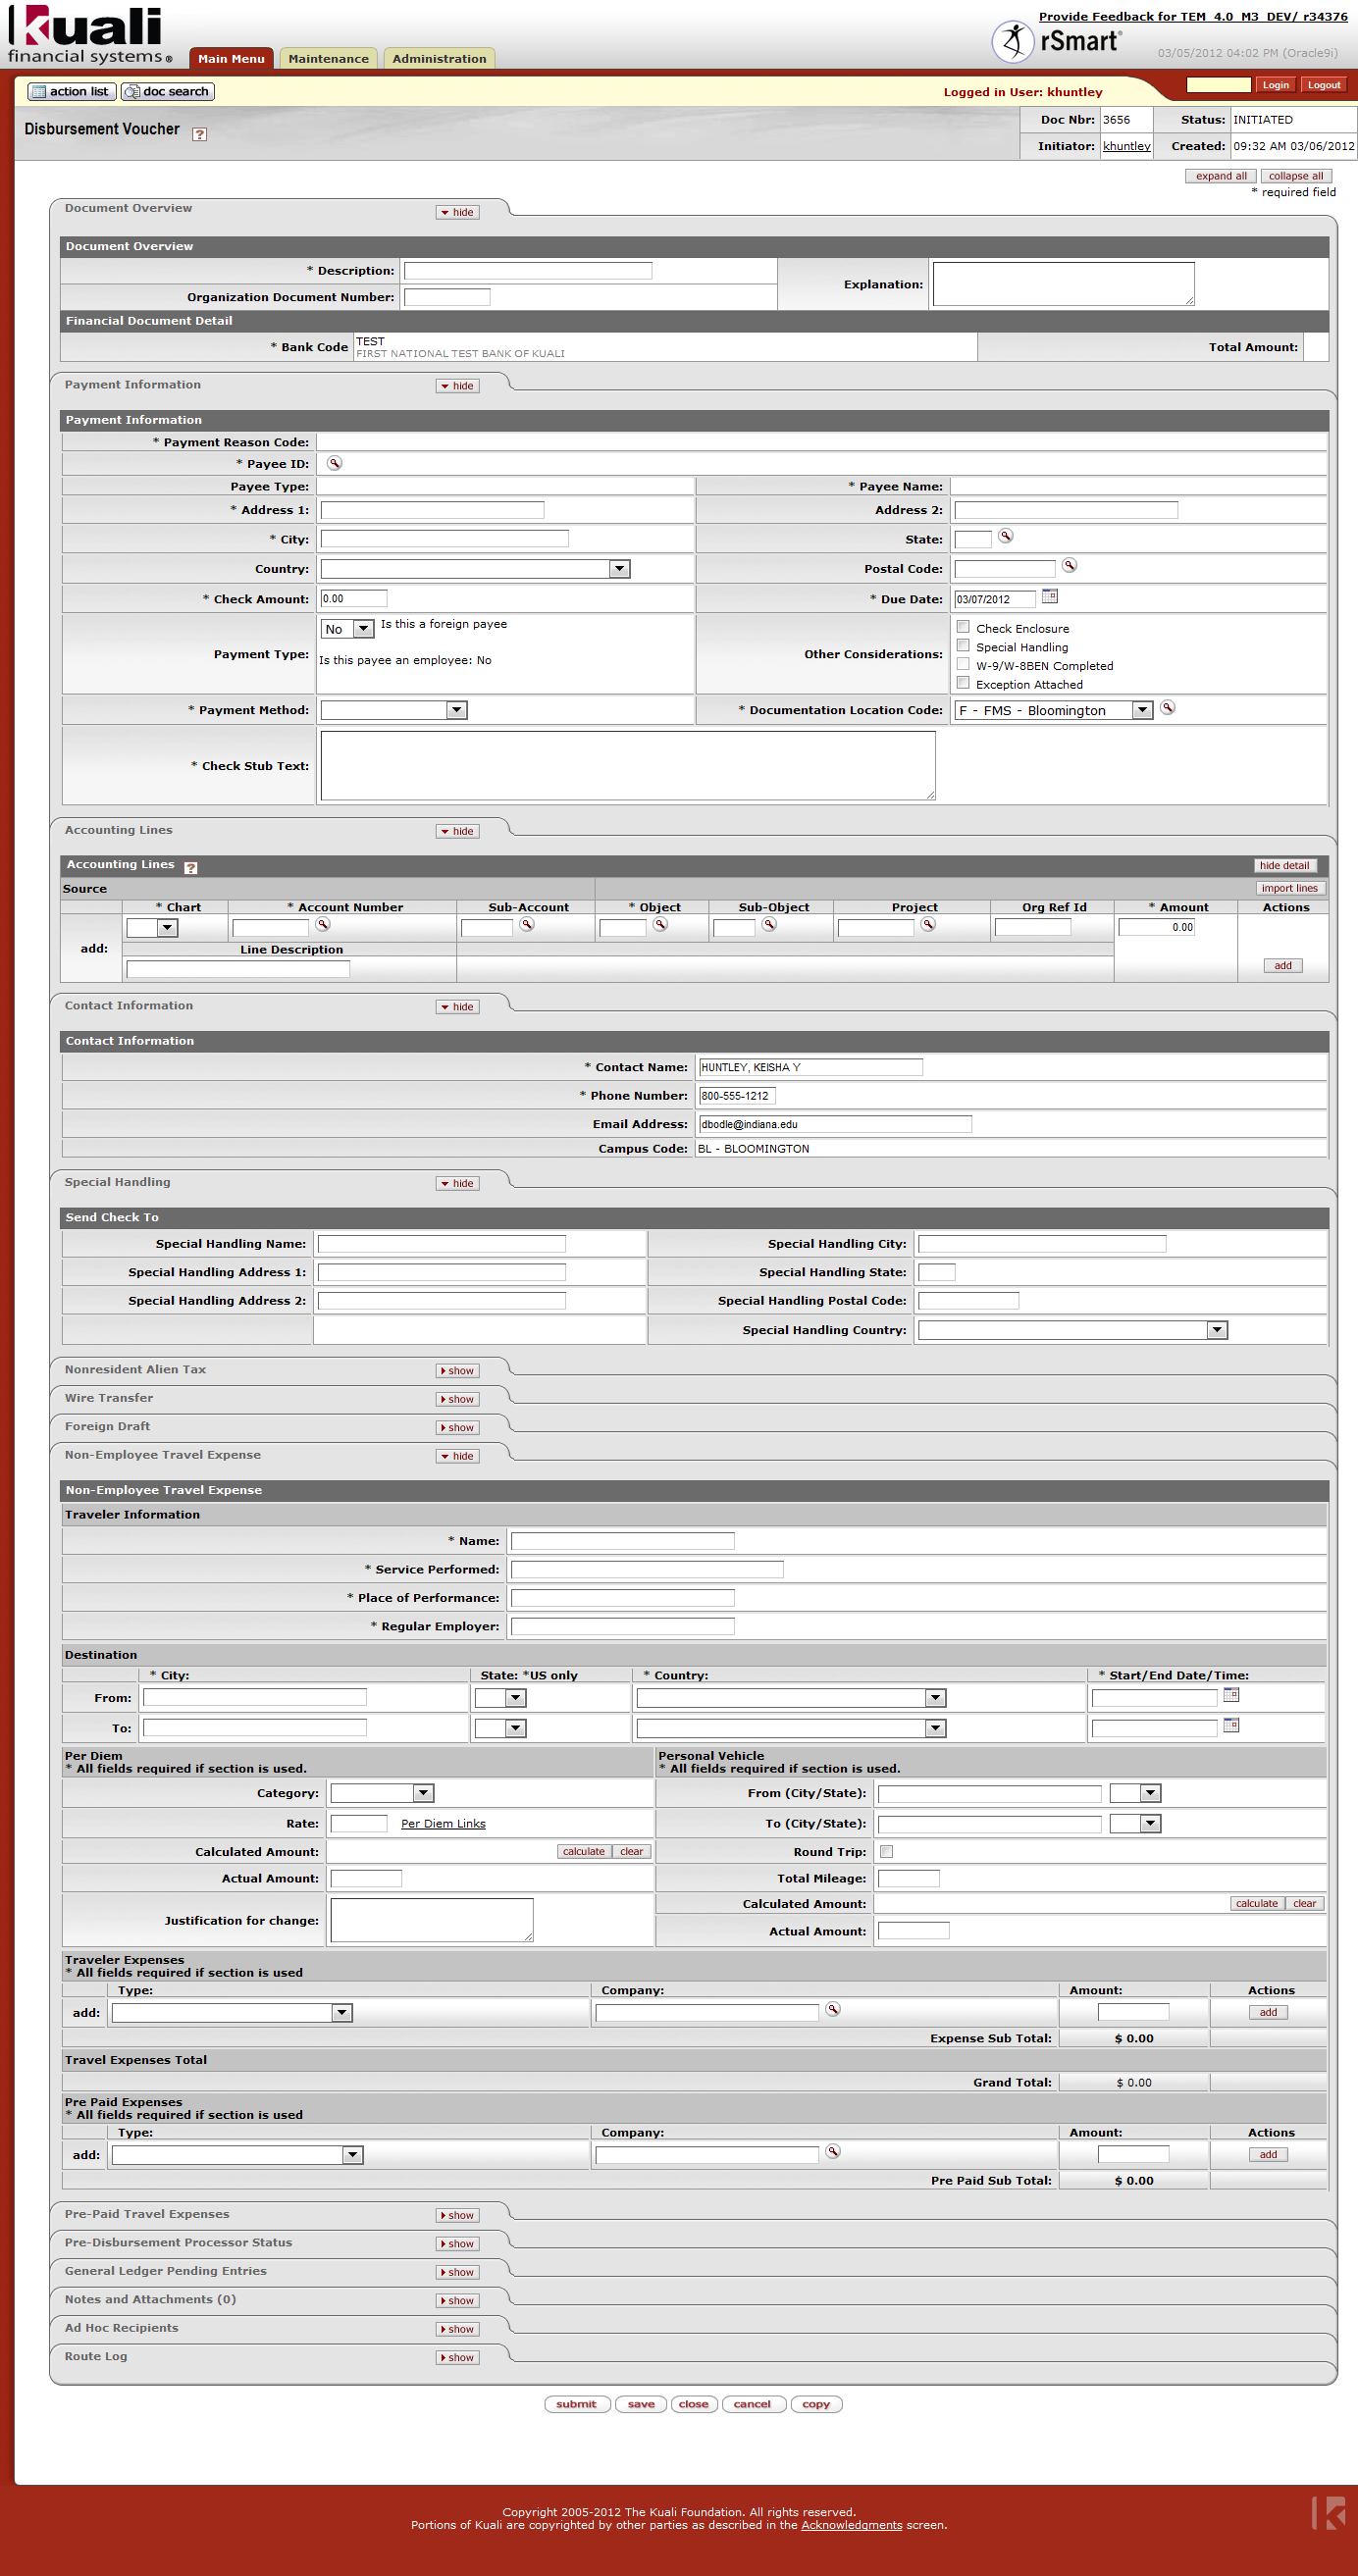 Provide Feedback for TEM_4.0_M3_DEV/ r34376
kuali
financial systems ®
Main Menu Maintenance Administration
rSmart
03/05/2012 04:02 PM (Oracle9i)
action list doc search
Logged in User: khuntley
Login Logout
Disbursement Voucher ?
Doc Nbr: 3656 Status: INITIATED
Initiator: khuntley Created: 09:32 AM 03/06/2012
expand all collapse all
* required field
Document Overview hide
Document Overview
* Description:
Explanation:
Organization Document Number:
Financial Document Detail
* Bank Code TEST
FIRST NATIONAL TEST BANK OF KUALI
Total Amount:
Payment Information hide
Payment Information
* Payment Reason Code:
* Payee ID:
Payee Type: * Payee Name:
* Address 1: Address 2:
* City: State:
Country: Postal Code:
* Check Amount: 0.00 * Due Date: 03/07/2012
Payment Type: No Is this a foreign payee
Is this payee an employee: No
Other Considerations: Check Enclosure
Special Handling
W-9/W-8BEN Completed
Exception Attached
* Payment Method: * Documentation Location Code: F - FMS - Bloomington
* Check Stub Text:
Accounting Lines hide
Accounting Lines ? hide detail
Source import lines
* Chart * Account Number Sub-Account * Object Sub-Object Project Org Ref Id * Amount Actions
add: 0.00
Line Description
add
Contact Information hide
Contact Information
* Contact Name: HUNTLEY, KEISHA Y
* Phone Number: 800-555-1212
Email Address: dbodle@indiana.edu
Campus Code: BL - BLOOMINGTON
Special Handling hide
Send Check To
Special Handling Name: Special Handling City:
Special Handling Address 1: Special Handling State:
Special Handling Address 2: Special Handling Postal Code:
Special Handling Country:
Nonresident Alien Tax show
Wire Transfer show
Foreign Draft show
Non-Employee Travel Expense hide
Non-Employee Travel Expense
Traveler Information
* Name:
* Service Performed:
* Place of Performance:
* Regular Employer:
Destination
* City: State: *US only * Country: * Start/End Date/Time:
From:
To:
Per Diem
* All fields required if section is used.
Personal Vehicle
* All fields required if section is used.
Category: From (City/State):
Rate: Per Diem Links To (City/State):
Calculated Amount: calculate clear Round Trip:
Actual Amount: Total Mileage:
Justification for change: Calculated Amount: calculate clear
Actual Amount:
Traveler Expenses
* All fields required if section is used
Type: Company: Amount: Actions
add: add
Expense Sub Total: $ 0.00
Travel Expenses Total
Grand Total: $ 0.00
Pre Paid Expenses
* All fields required if section is used
Type: Company: Amount: Actions
add: add
Pre Paid Sub Total: $ 0.00
Pre-Paid Travel Expenses show
Pre-Disbursement Processor Status show
General Ledger Pending Entries show
Notes and Attachments (0) show
Ad Hoc Recipients show
Route Log show
submit save close cancel copy
Copyright 2005-2012 The Kuali Foundation. All rights reserved.
Portions of Kuali are copyrighted by other parties as described in the Acknowledgments screen.